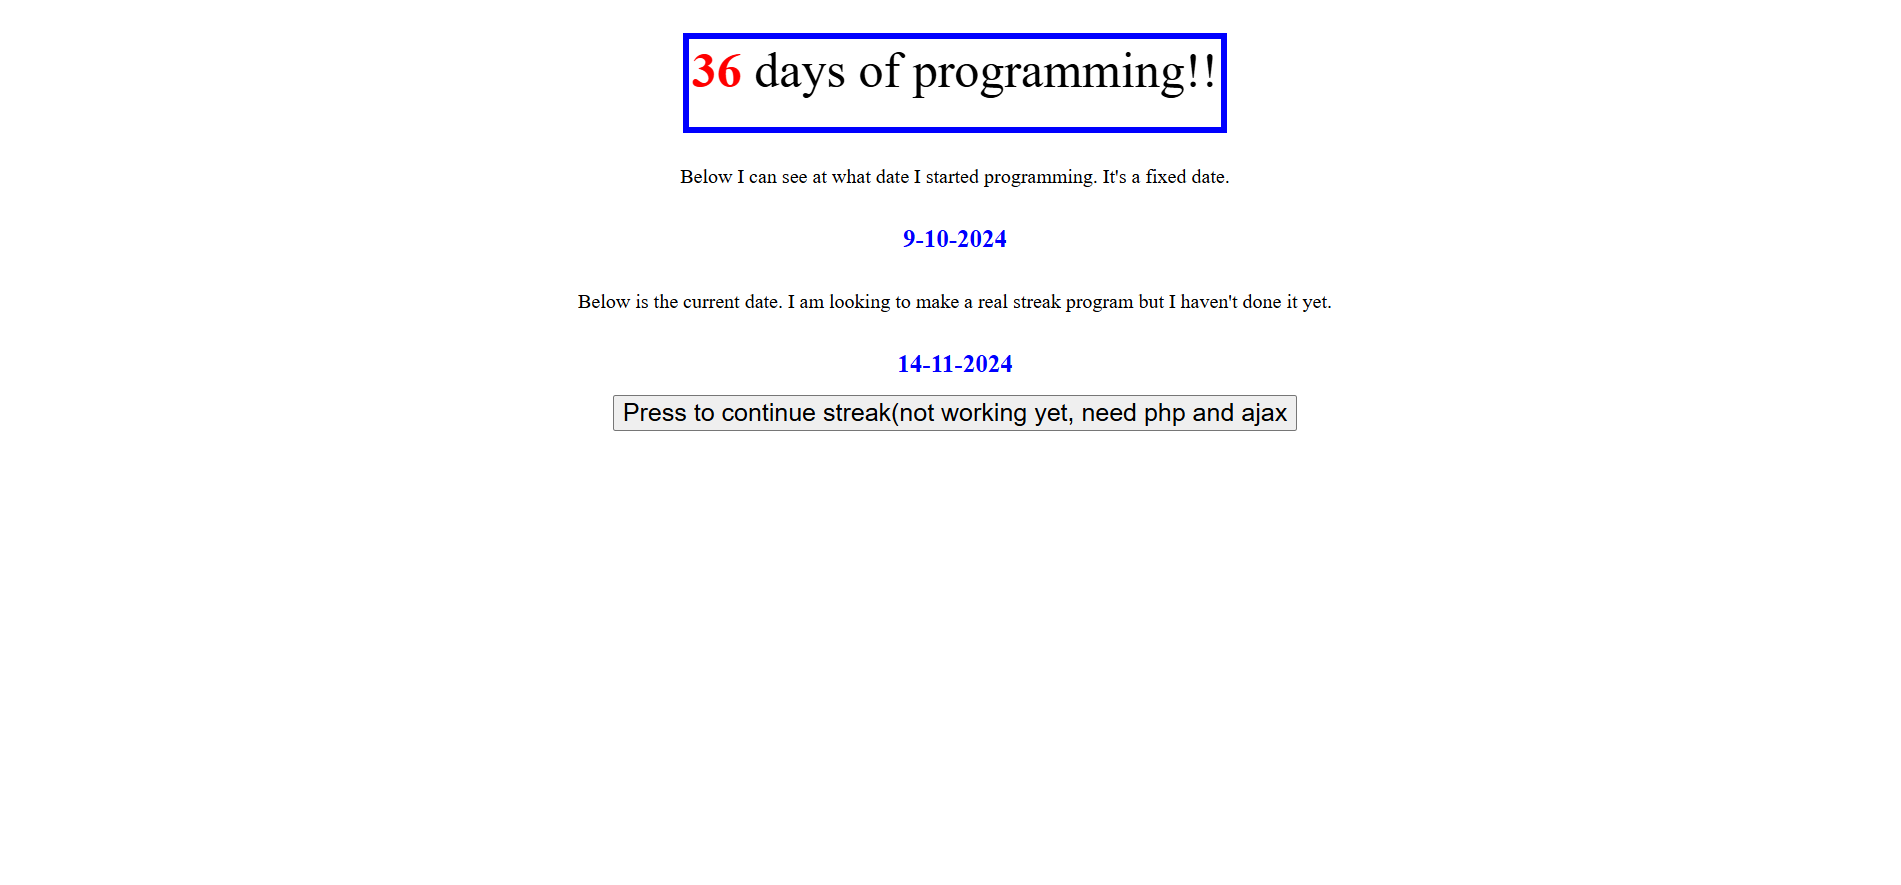 36 days of programming!!
Below I can see at what date I started programming. It's a fixed date.
9-10-2024
Below is the current date. I am looking to make a real streak program but I haven't done it yet.
14-11-2024
Press to continue streak(not working yet, need php and ajax